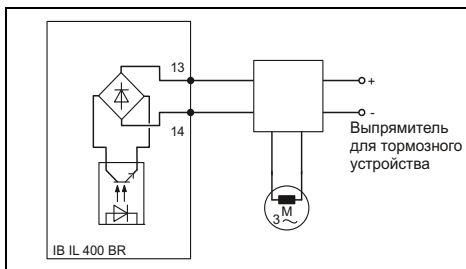 13
14
+
-
Выпрямитель
для тормозного
устройства
M
3 ~
IB IL 400 BR